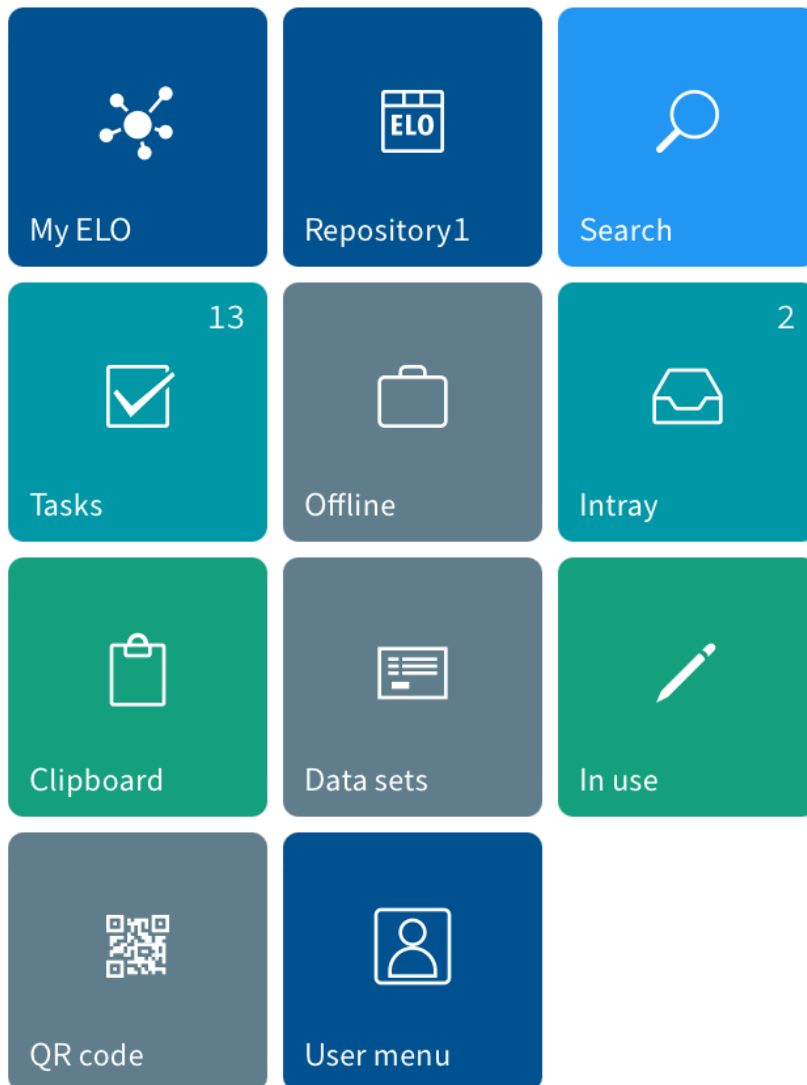 ELO
My ELO
Repository1
Search
13
2
Tasks
Offline
Intray
Clipboard
Data sets
In use
QR code
User menu